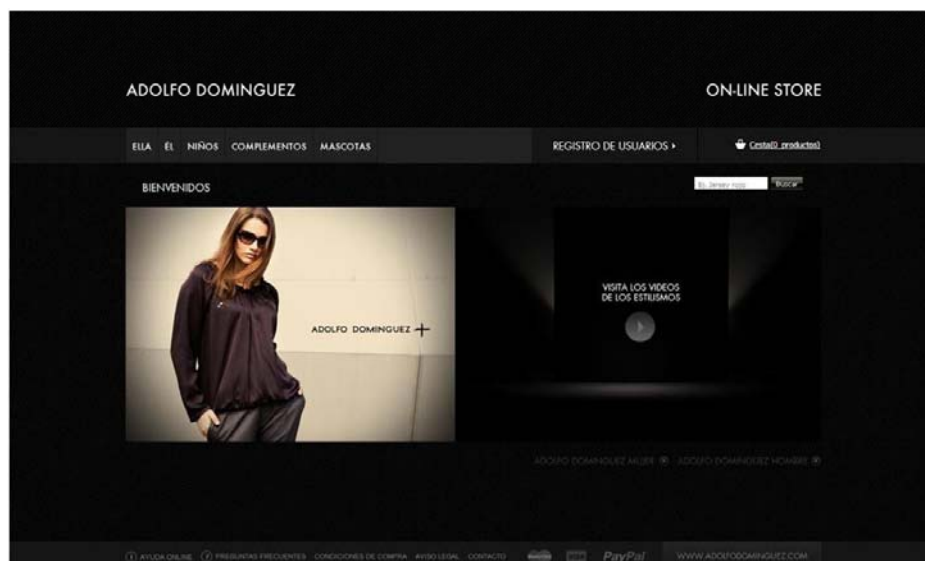 ADOLFO DOMINGUEZ
ON-LINE STORE
ELLA ÉL NIÑOS COMPLEMENTOS MASCOTAS
REGISTRO DE USUARIOS
Cesta(0 productos)
BIENVENIDOS
Buscar
ADOLFO DOMINGUEZ +
VISITA LOS VIDEOS
DE LOS ESTILISMOS
ADOLFO DOMINGUEZ MUJER ADOLFO DOMINGUEZ HOMBRE
AYUDA ONLINE PREGUNTAS FRECUENTES CONDICIONES DE COMPRA AVISO LEGAL CONTACTO
VISA PayPal
WWW.ADOLFODOMINGUEZ.COM